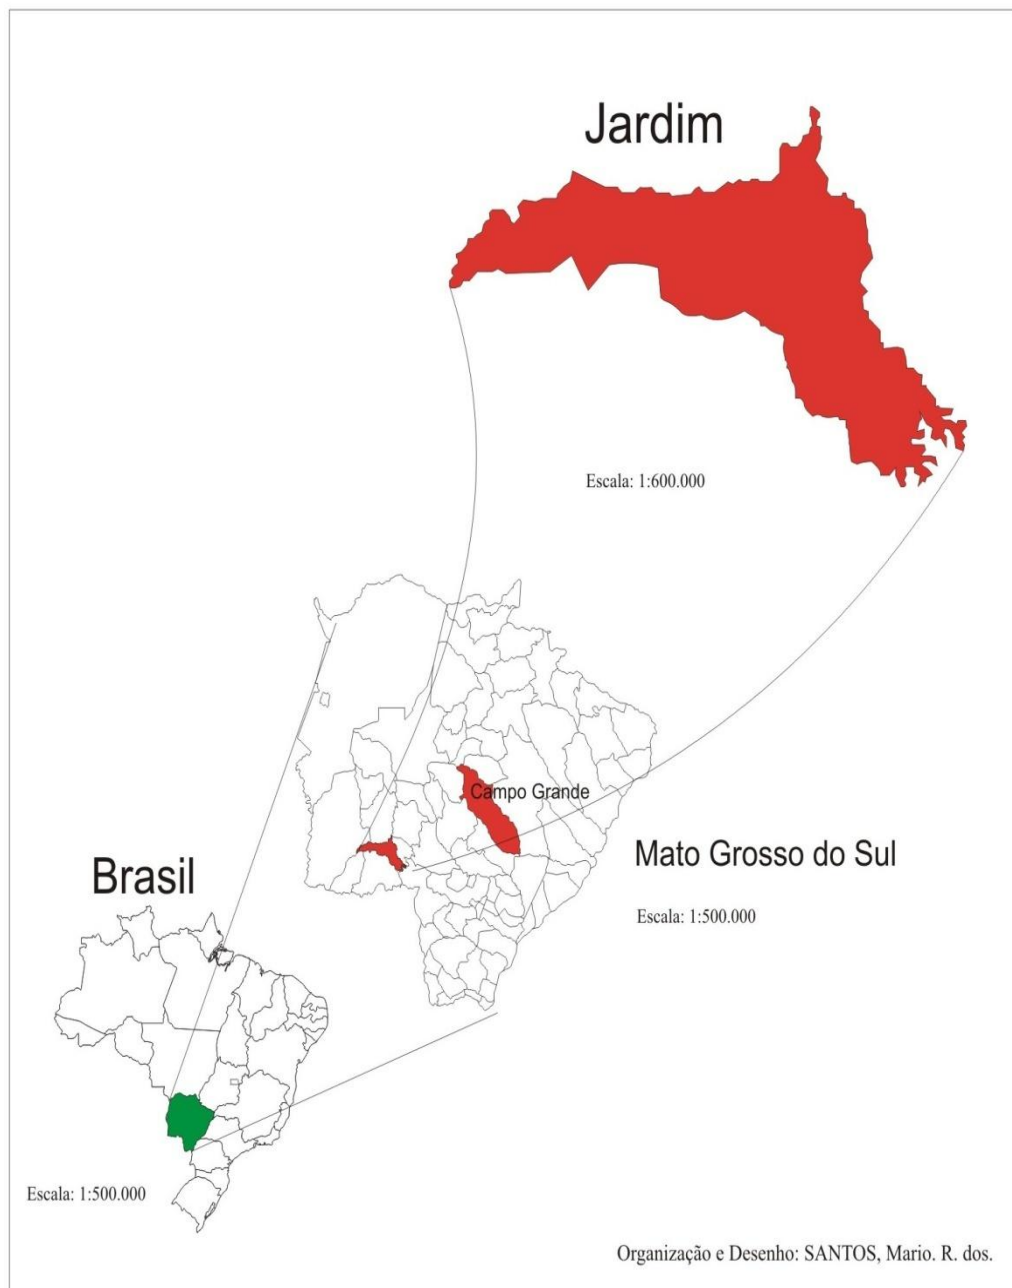 Jardim
Escala: 1:600.000
Campo Grande
Mato Grosso do Sul
Escala: 1:500.000
Brasil
Escala: 1:500.000
Organização e Desenho: SANTOS, Mario. R. dos.